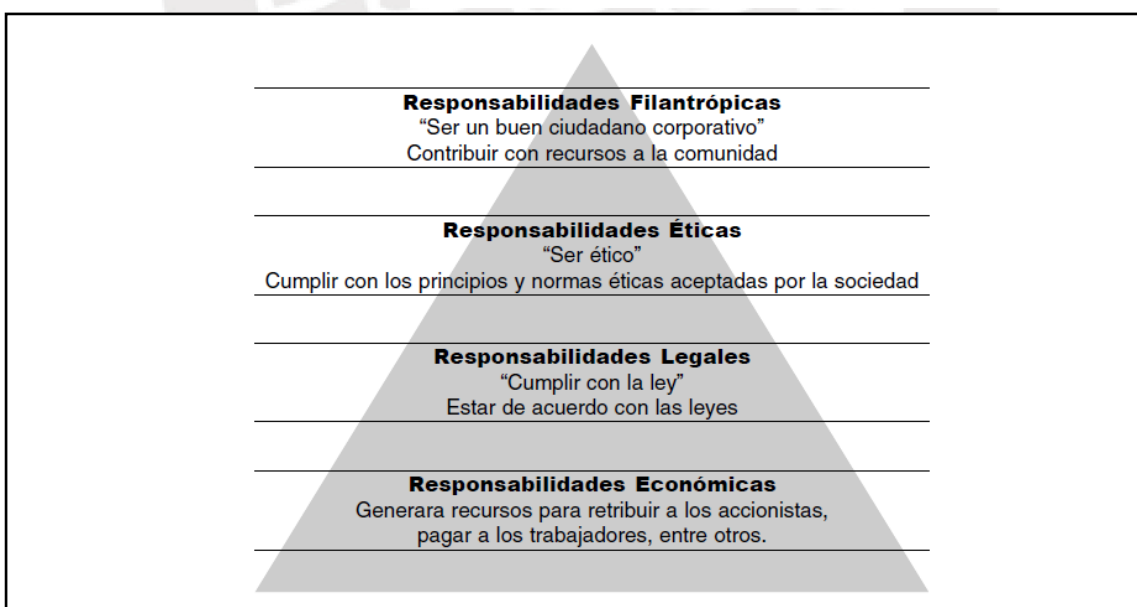 Responsabilidades Filantrópicas
“Ser un buen ciudadano corporativo”
Contribuir con recursos a la comunidad
Responsabilidades Éticas
“Ser ético”
Cumplir con los principios y normas éticas aceptadas por la sociedad
Responsabilidades Legales
“Cumplir con la ley”
Estar de acuerdo con las leyes
Responsabilidades Económicas
Generara recursos para retribuir a los accionistas,
pagar a los trabajadores, entre otros.